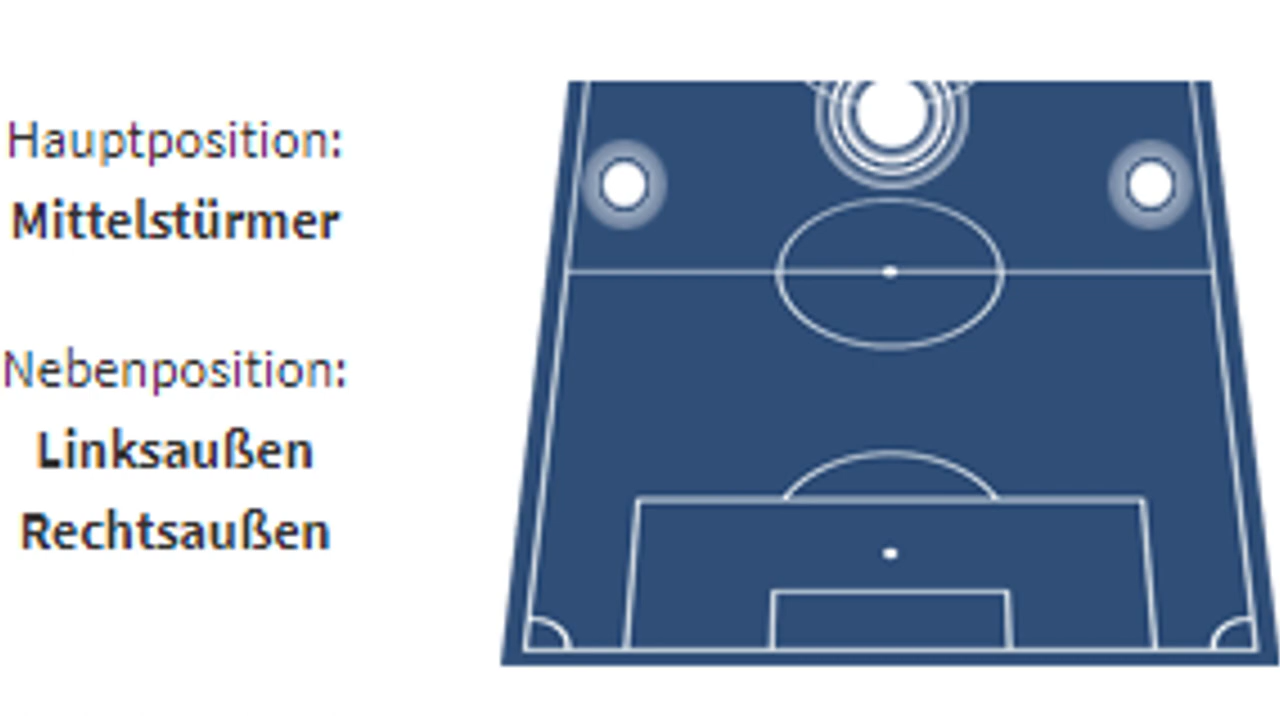 Hauptposition:
Mittelstürmer
Nebenposition:
Linksaußen
Rechtsaußen